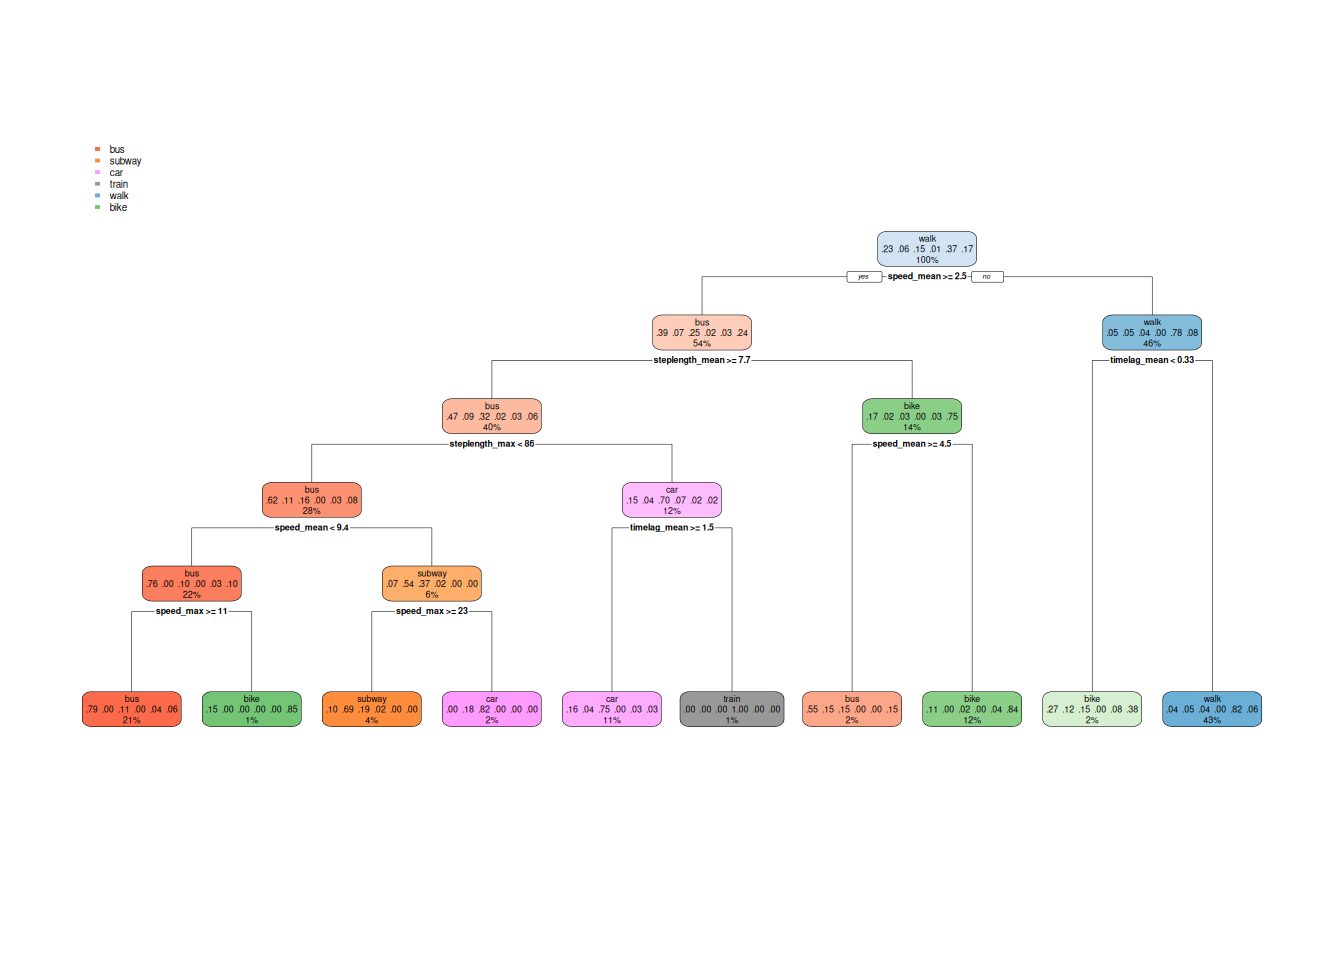 bus
subway
car
train
walk
bike
walk
.23 .06 .15 .01 .37 .17
100%
yes speed_mean >= 2.5 no
bus
.39 .07 .25 .02 .03 .24
54%
walk
.05 .05 .04 .00 .78 .08
46%
steplength_mean >= 7.7
timelag_mean < 0.33
bus
.47 .09 .32 .02 .03 .06
40%
bike
.17 .02 .03 .00 .03 .75
14%
steplength_max < 86
speed_mean >= 4.5
bus
.62 .11 .16 .00 .03 .08
28%
car
.15 .04 .70 .07 .02 .02
12%
speed_mean < 9.4
timelag_mean >= 1.5
bus
.76 .00 .10 .00 .03 .10
22%
subway
.07 .54 .37 .02 .00 .00
6%
speed_max >= 11
speed_max >= 23
bus
.79 .00 .11 .00 .04 .06
21%
bike
.15 .00 .00 .00 .00 .85
1%
subway
.10 .69 .19 .02 .00 .00
4%
car
.00 .18 .82 .00 .00 .00
2%
car
.16 .04 .75 .00 .03 .03
11%
train
.00 .00 .00 1.00 .00 .00
1%
bus
.55 .15 .15 .00 .00 .15
2%
bike
.11 .00 .02 .00 .04 .84
12%
bike
.27 .12 .15 .00 .08 .38
2%
walk
.04 .05 .04 .00 .82 .06
43%